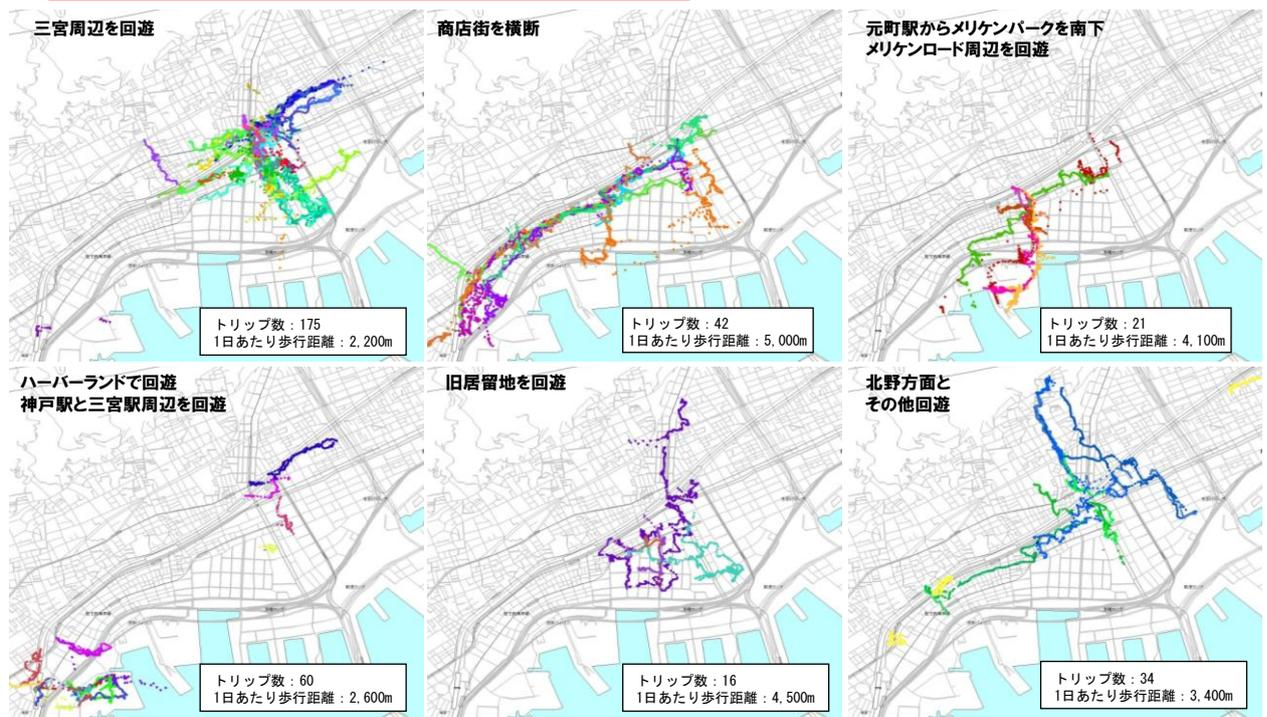 三宮周辺を回遊
トリップ数：175
1日あたり歩行距離：2,200m
商店街を横断
トリップ数：42
1日あたり歩行距離：5,000m
元町駅からメリケンパークを南下
メリケンロード周辺を回遊
トリップ数：21
1日あたり歩行距離：4,100m
ハーバーランドで回遊
神戸駅と三宮駅周辺を回遊
トリップ数：60
1日あたり歩行距離：2,600m
旧居留地を回遊
トリップ数：16
1日あたり歩行距離：4,500m
北野方面と
その他回遊
トリップ数：34
1日あたり歩行距離：3,400m